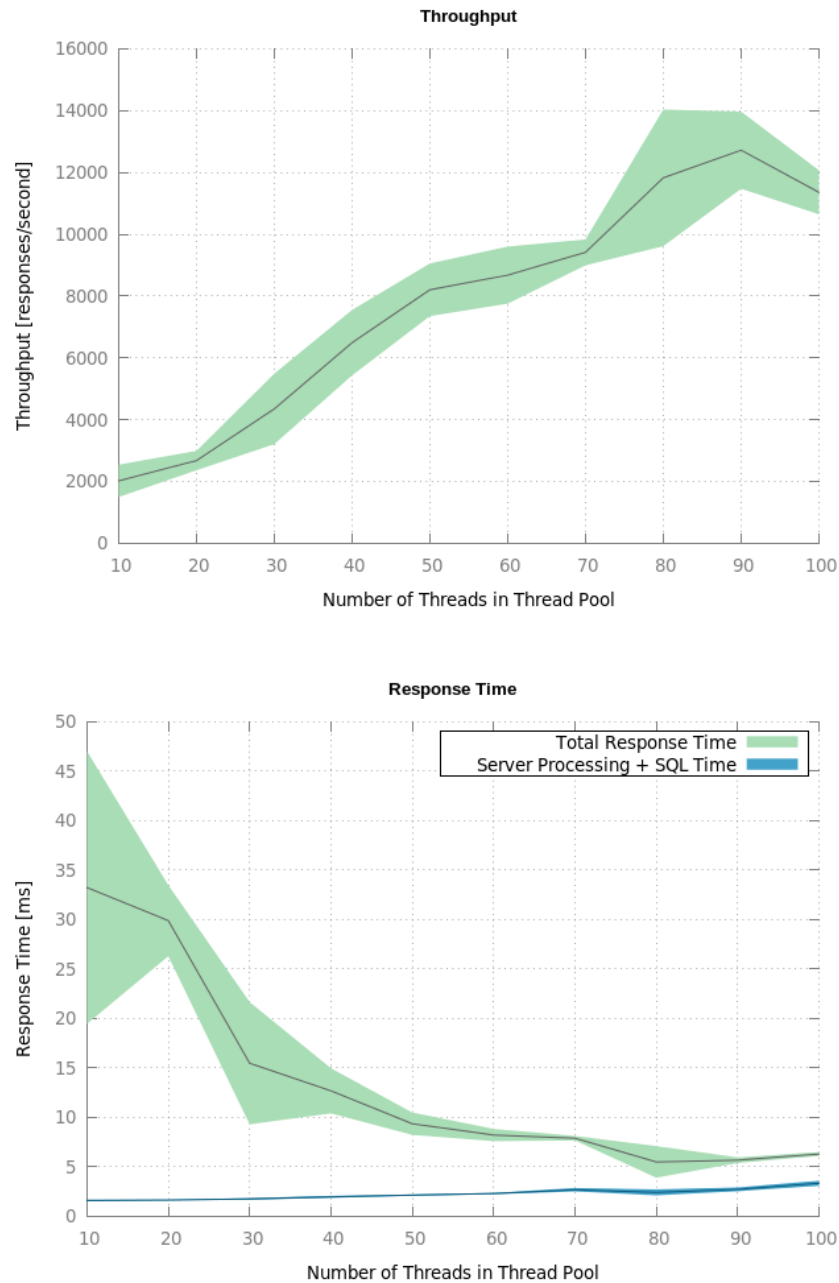 Throughput
16000
14000
12000
10000
8000
6000
4000
2000
0
Throughput [responses/second]
10 20 30 40 50 60 70 80 90 100
Number of Threads in Thread Pool
Response Time
50
45
40
35
30
25
20
15
10
5
0
Response Time [ms]
Total Response Time
Server Processing + SQL Time
10 20 30 40 50 60 70 80 90 100
Number of Threads in Thread Pool